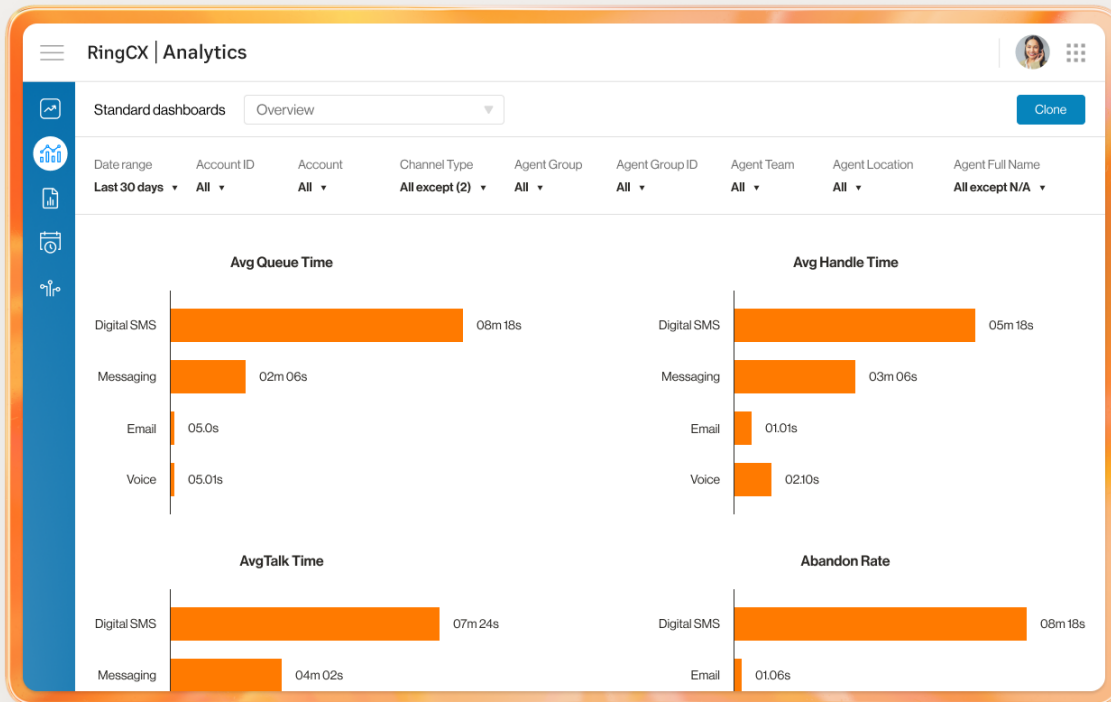 RingCX | Analytics
Standard dashboards
Overview
Clone
Date range Account ID Account Channel Type Agent Group Agent Group ID Agent Team Agent Location Agent Full Name
Last 30 days All All All except (2) All All All All All except N/A
Avg Queue Time
Digital SMS 08m 18s
Messaging 02m 06s
Email 05.0s
Voice 05.01s
Avg Handle Time
Digital SMS 05m 18s
Messaging 03m 06s
Email 01.01s
Voice 02.10s
AvgTalk Time
Digital SMS 07m 24s
Messaging 04m 02s
Abandon Rate
Digital SMS 08m 18s
Email 01.06s